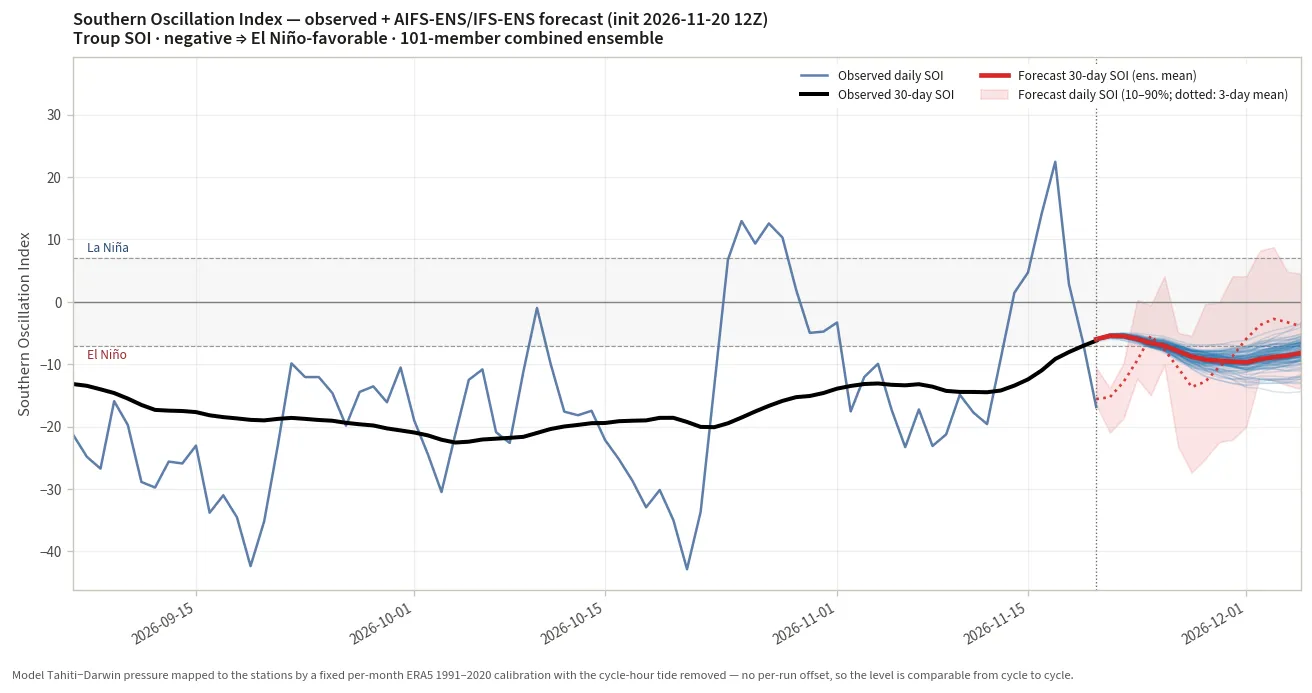 Southern Oscillation Index — observed + AIFS-ENS/IFS-ENS forecast (init 2026-11-20 12Z)
Troup SOI · negative ⇒ El Niño-favorable · 101-member combined ensemble
Observed daily SOI
Observed 30-day SOI
Forecast 30-day SOI (ens. mean)
Forecast daily SOI (10–90%; dotted: 3-day mean)
Southern Oscillation Index
30
20
10
0
−10
−20
−30
−40
La Niña
El Niño
2026-09-15
2026-10-01
2026-10-15
2026-11-01
2026-11-15
2026-12-01
Model Tahiti−Darwin pressure mapped to the stations by a fixed per-month ERA5 1991–2020 calibration with the cycle-hour tide removed — no per-run offset, so the level is comparable from cycle to cycle.